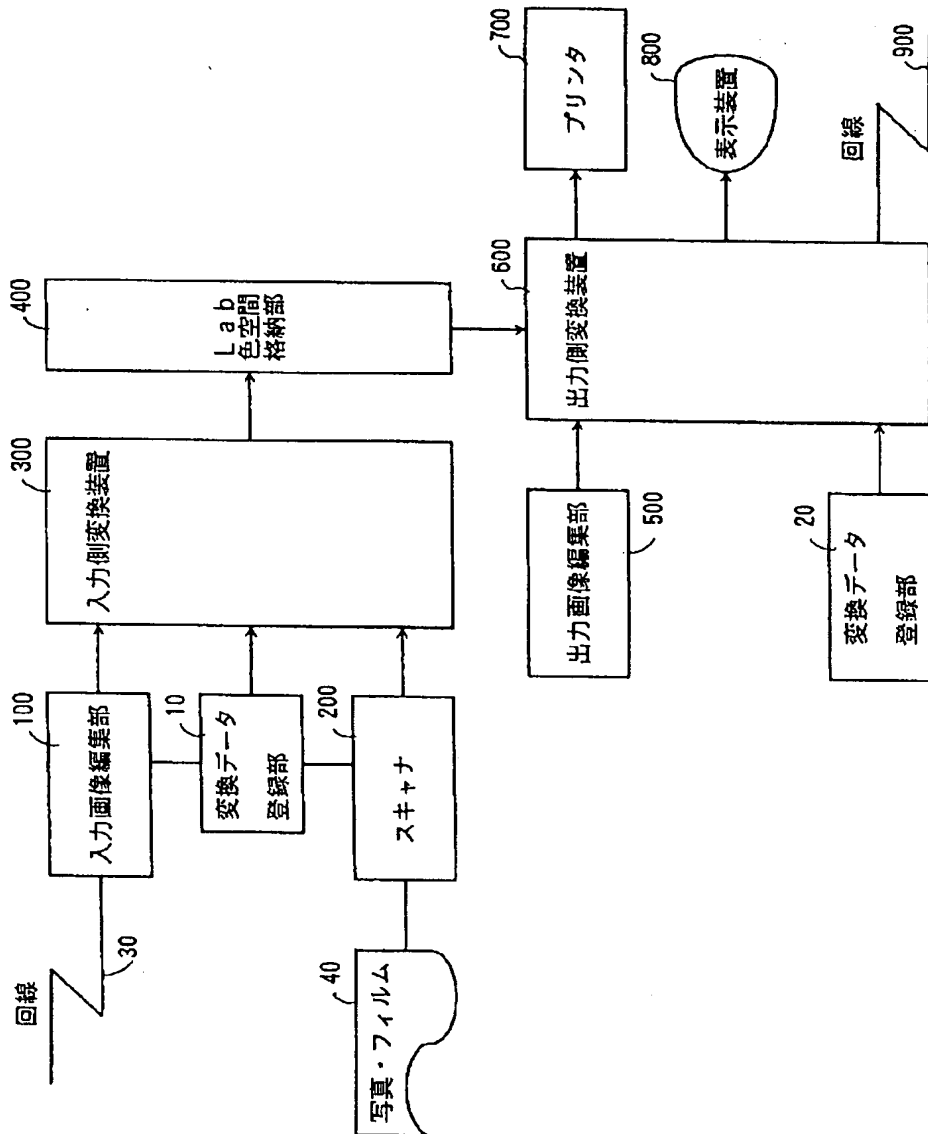 回線
30
100
入力画像編集部
10
変換データ
登録部
写真・フィルム
40
200
スキャナ
300
入力側変換装置
400
Lab
色空間
格納部
出力画像編集部
500
20
変換データ
登録部
600
出力側変換装置
700
プリンタ
800
表示装置
回線
900